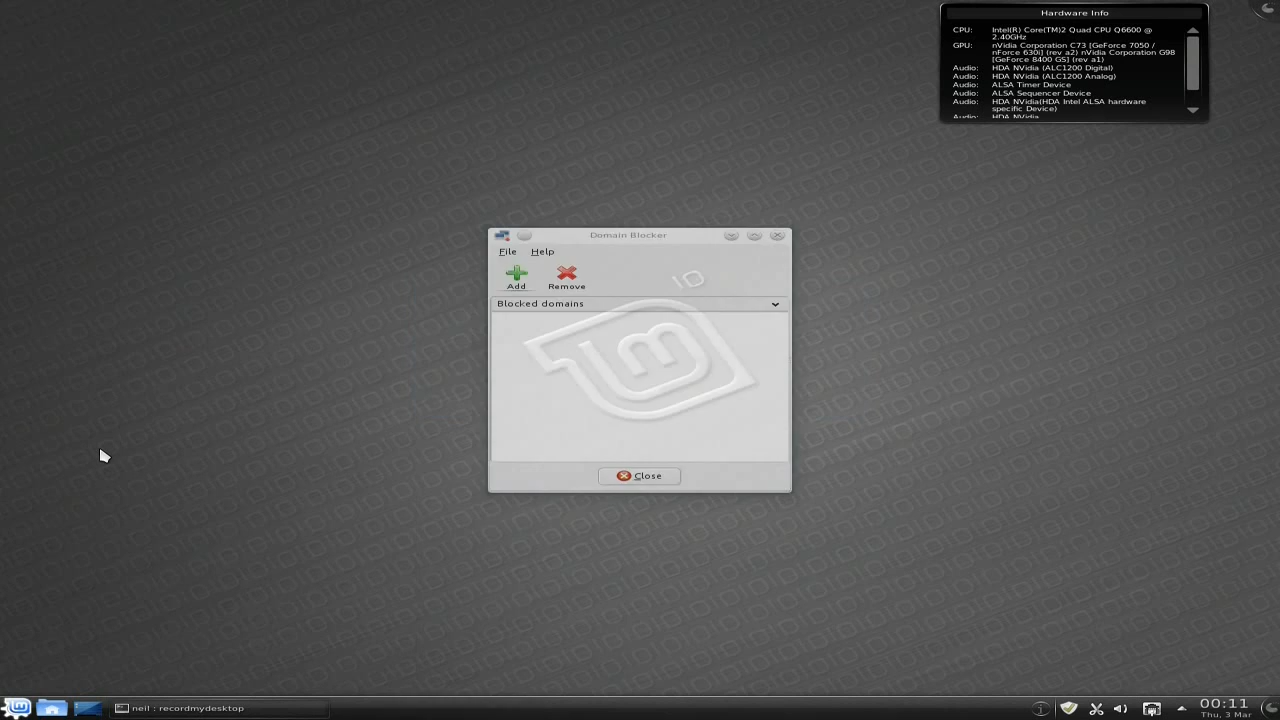 Hardware Info
CPU: Intel(R) Core(TM)2 Quad CPU Q6600 @
2.40GHz
GPU: nVidia Corporation C73 [GeForce 7050 /
nForce 630i] (rev a2) nVidia Corporation G98
[GeForce 8400 GS] (rev a1)
Audio: HDA NVidia (ALC1200 Digital)
Audio: HDA NVidia (ALC1200 Analog)
Audio: ALSA Timer Device
Audio: ALSA Sequencer Device
Audio: HDA NVidia(HDA Intel ALSA hardware
specific Device)
Audio: HDA NVidia
Domain Blocker
File Help
Add Remove
Blocked domains
Close
neil : recordmydesktop
00:11
Thu, 3 Mar